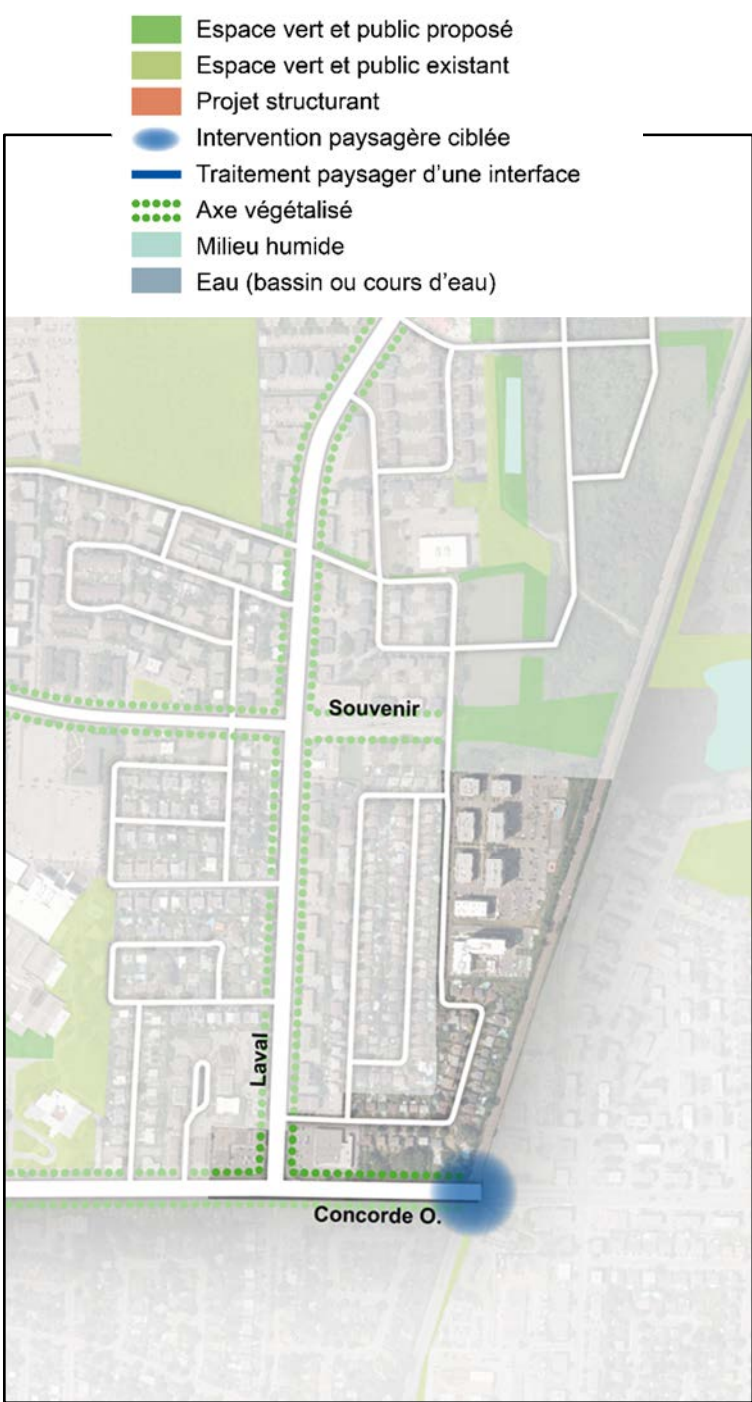 Espace vert et public proposé
Espace vert et public existant
Projet structurant
Intervention paysagère ciblée
Traitement paysager d'une interface
Axe végétalisé
Milieu humide
Eau (bassin ou cours d'eau)
Souvenir
Laval
Concorde O.